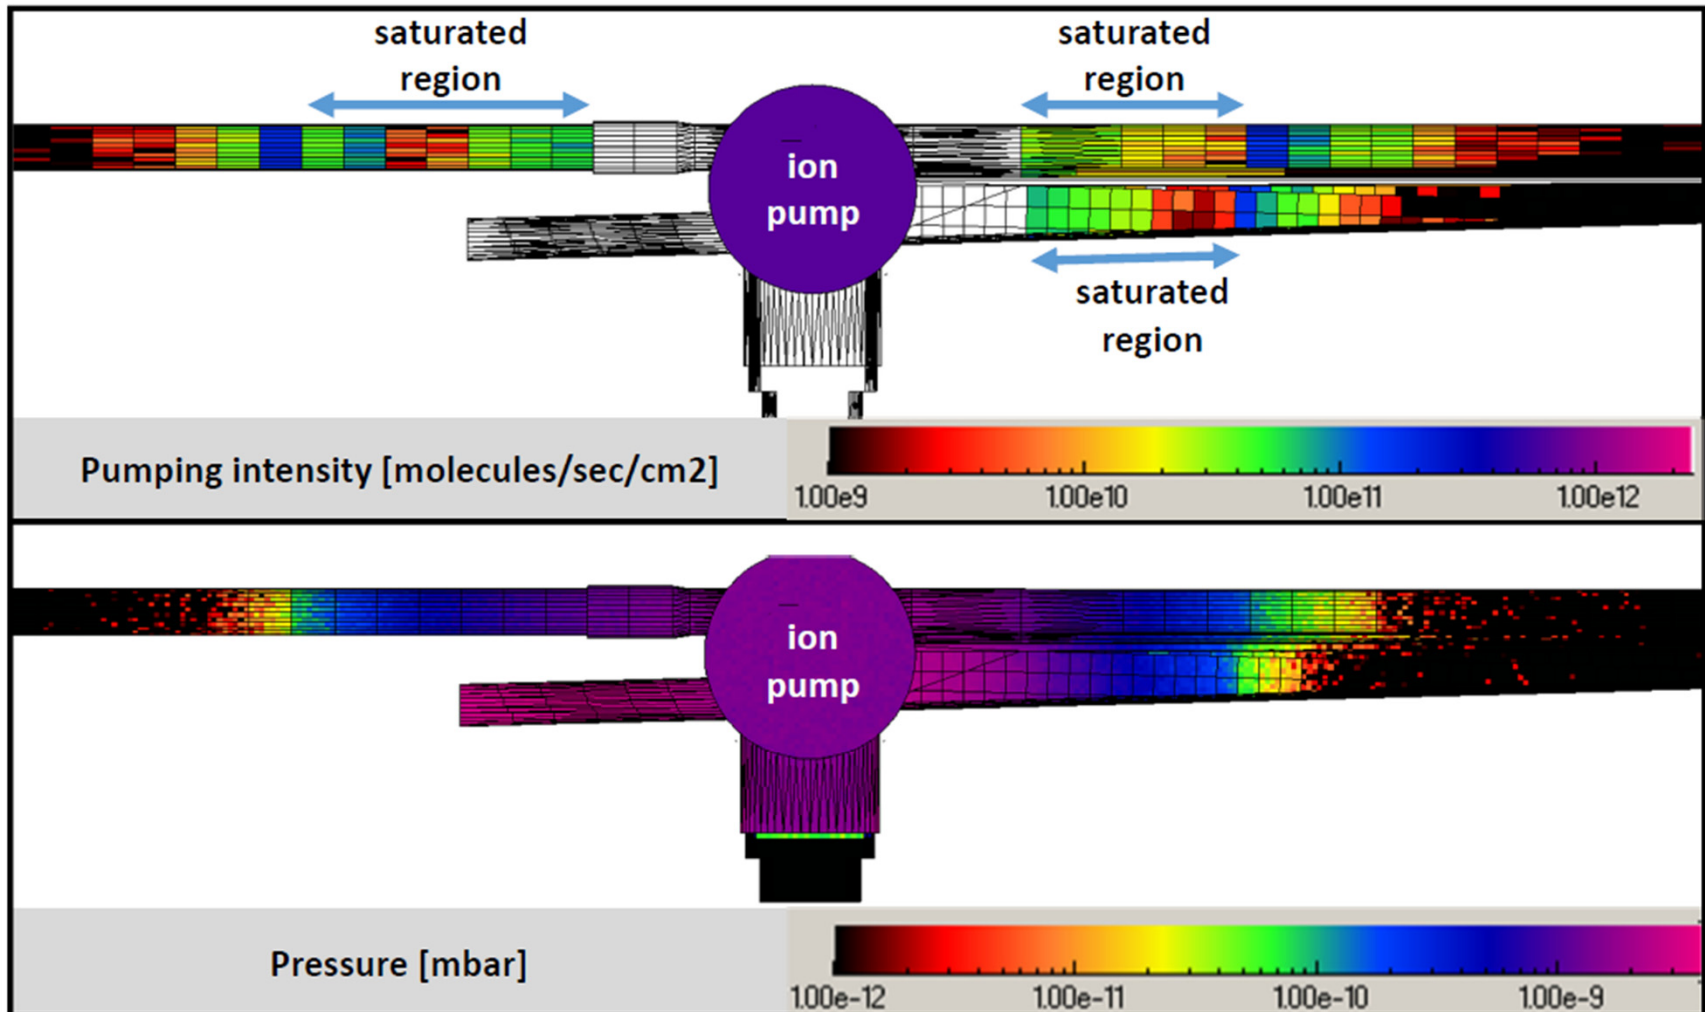 saturated
region
saturated
region
ion
pump
saturated
region
Pumping intensity [molecules/sec/cm2]
1.00e9 1.00e10 1.00e11 1.00e12
ion
pump
Pressure [mbar]
1.00e-12 1.00e-11 1.00e-10 1.00e-9